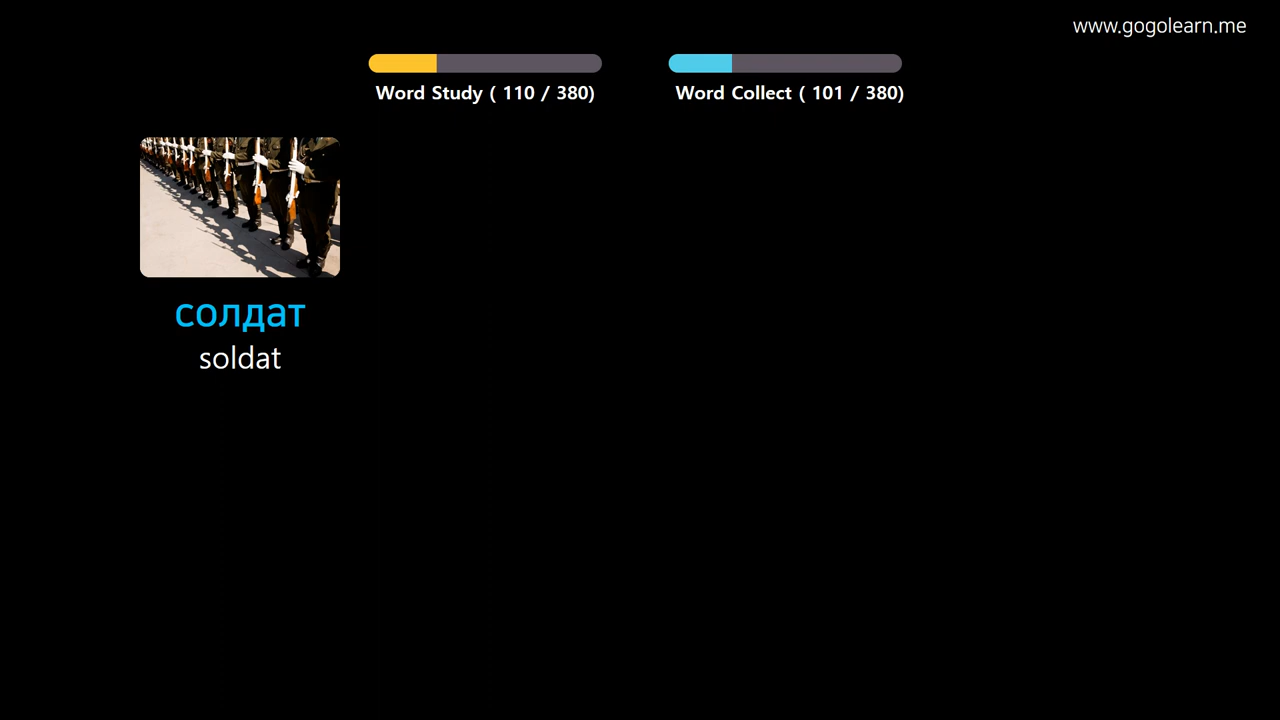 www.gogolearn.me
Word Study ( 110 / 380)
Word Collect ( 101 / 380)
солдат
soldat